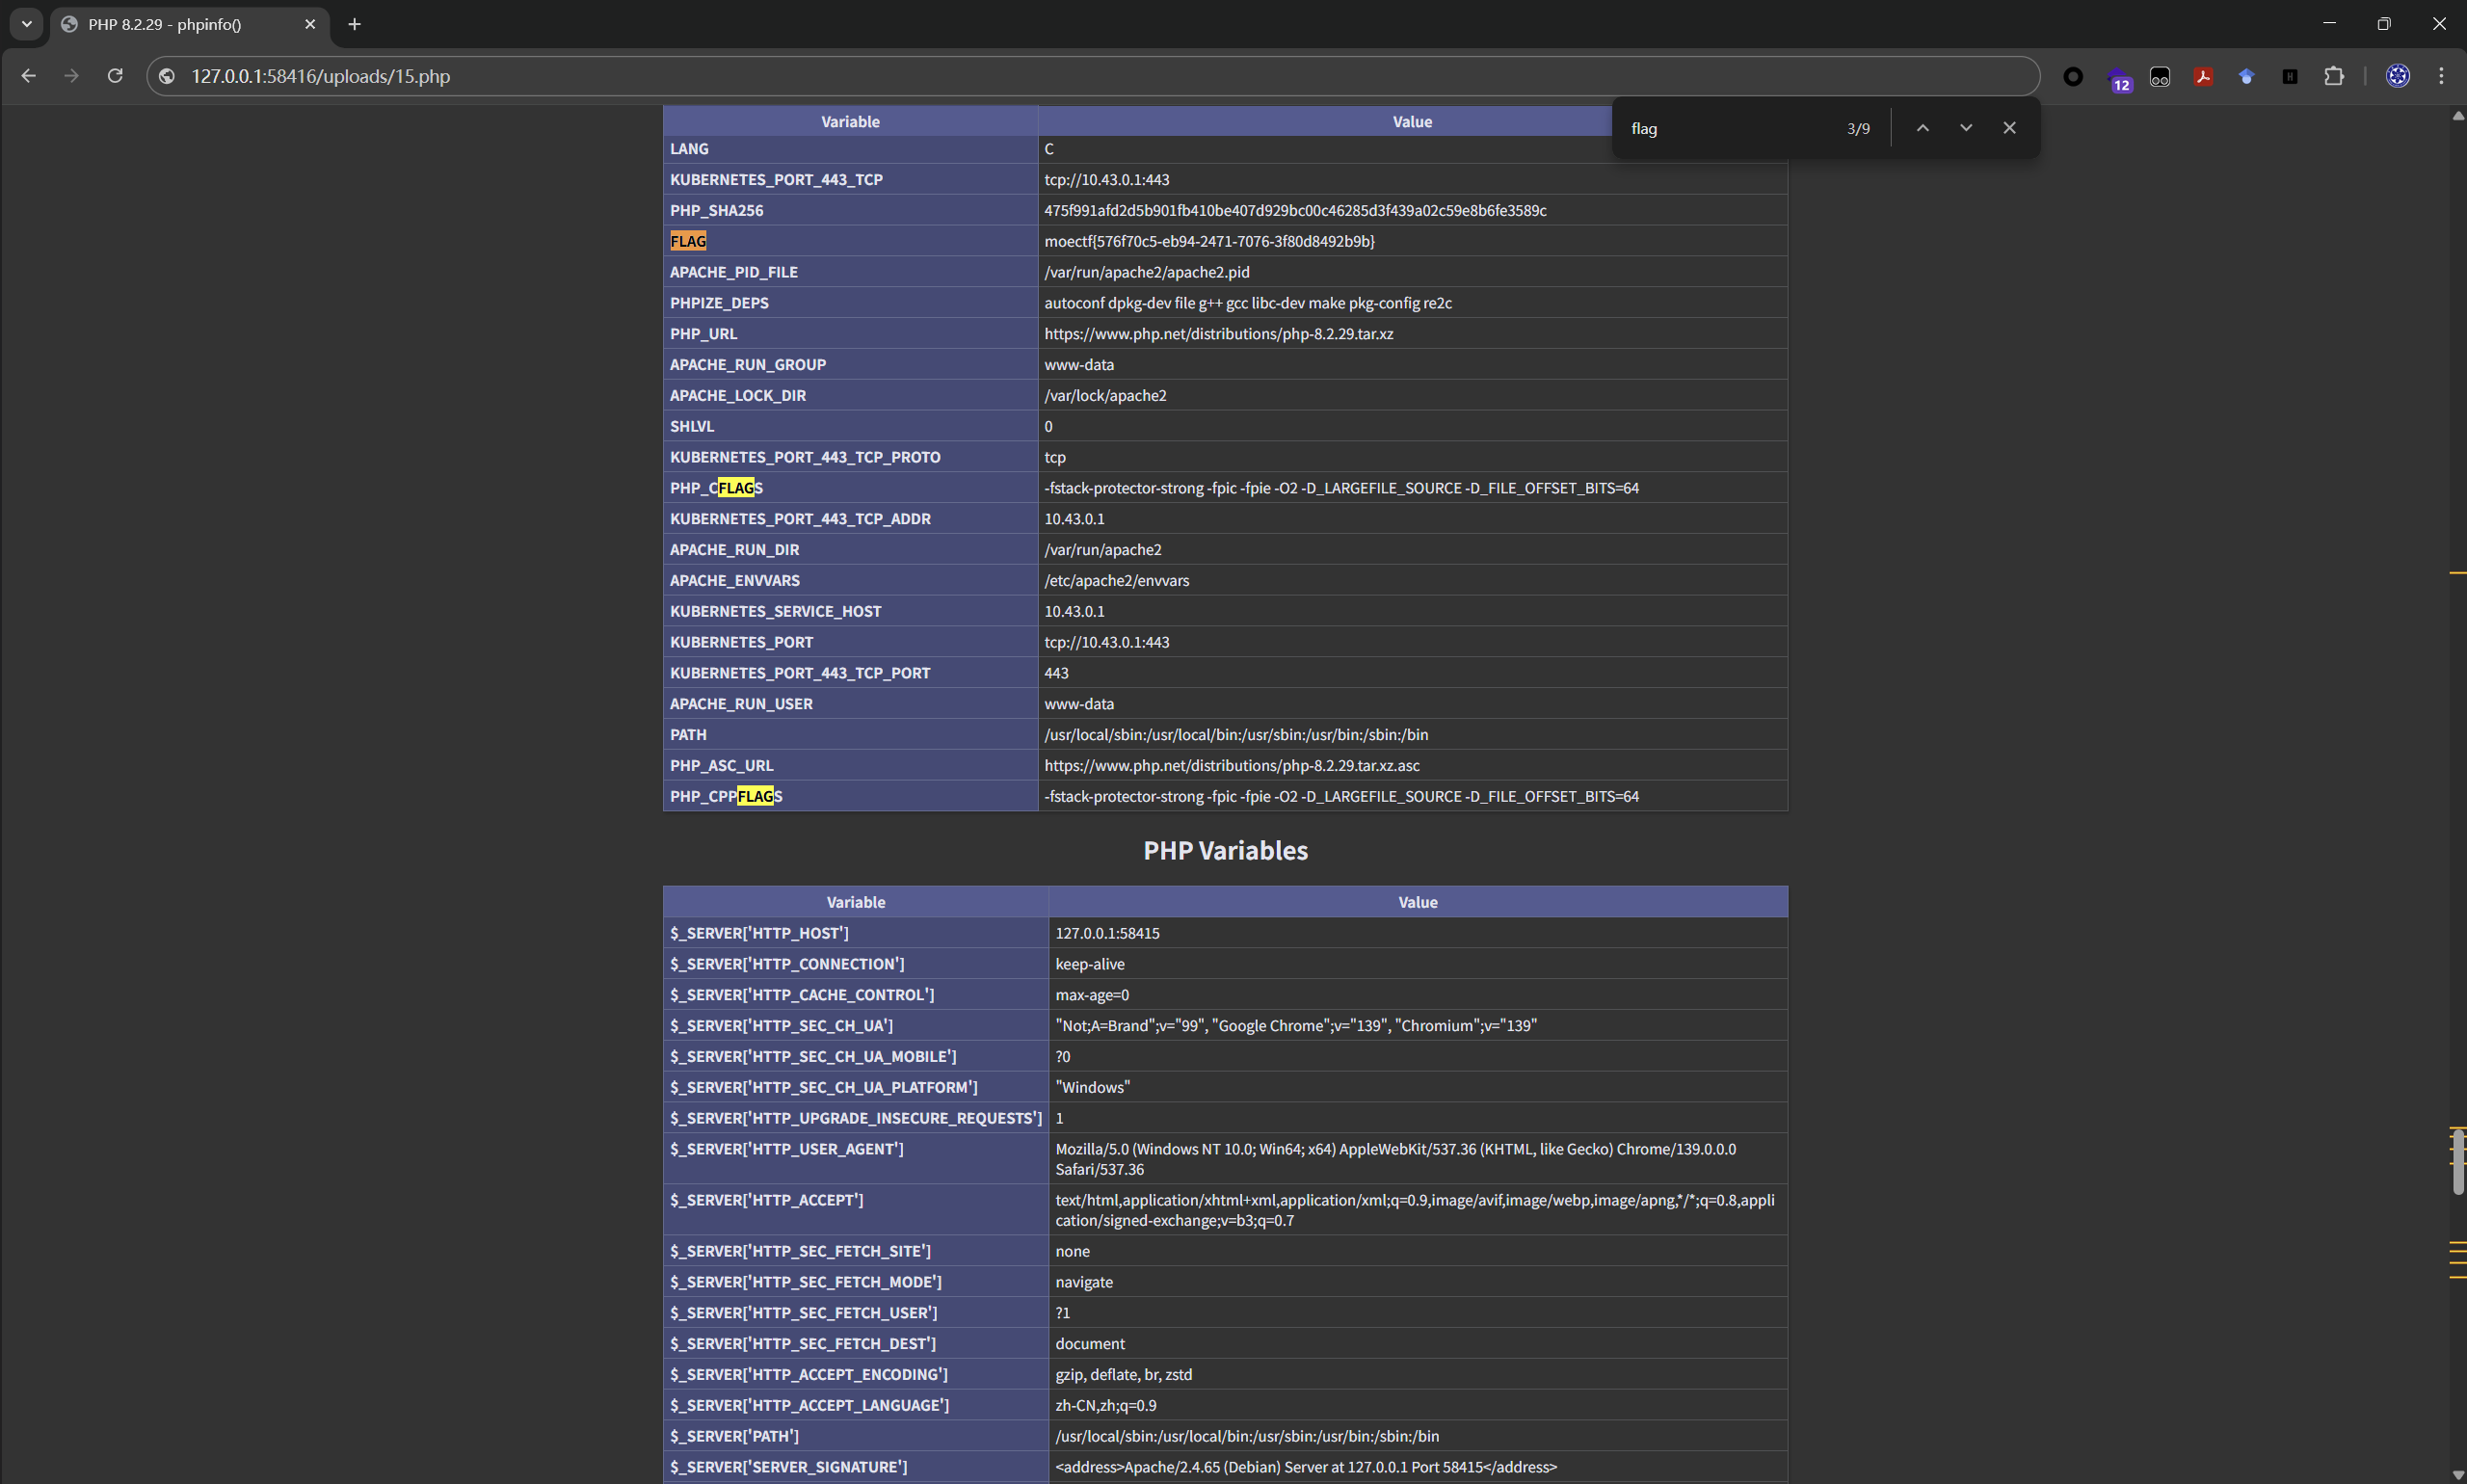 PHP 8.2.29 - phpinfo()
127.0.0.1:58416/uploads/15.php
12
flag 3/9
Variable Value
LANG C
KUBERNETES_PORT_443_TCP tcp://10.43.0.1:443
PHP_SHA256 475f991afd2d5b901fb410be407d929bc00c46285d3f439a02c59e8b6fe3589c
FLAG moectf{576f70c5-eb94-2471-7076-3f80d8492b9b}
APACHE_PID_FILE /var/run/apache2/apache2.pid
PHPIZE_DEPS autoconf dpkg-dev file g++ gcc libc-dev make pkg-config re2c
PHP_URL https://www.php.net/distributions/php-8.2.29.tar.xz
APACHE_RUN_GROUP www-data
APACHE_LOCK_DIR /var/lock/apache2
SHLVL 0
KUBERNETES_PORT_443_TCP_PROTO tcp
PHP_CFLAGS -fstack-protector-strong -fpic -fpie -O2 -D_LARGEFILE_SOURCE -D_FILE_OFFSET_BITS=64
KUBERNETES_PORT_443_TCP_ADDR 10.43.0.1
APACHE_RUN_DIR /var/run/apache2
APACHE_ENVVARS /etc/apache2/envvars
KUBERNETES_SERVICE_HOST 10.43.0.1
KUBERNETES_PORT tcp://10.43.0.1:443
KUBERNETES_PORT_443_TCP_PORT 443
APACHE_RUN_USER www-data
PATH /usr/local/sbin:/usr/local/bin:/usr/sbin:/usr/bin:/sbin:/bin
PHP_ASC_URL https://www.php.net/distributions/php-8.2.29.tar.xz.asc
PHP_CPPFLAGS -fstack-protector-strong -fpic -fpie -O2 -D_LARGEFILE_SOURCE -D_FILE_OFFSET_BITS=64
PHP Variables
Variable Value
$_SERVER['HTTP_HOST'] 127.0.0.1:58415
$_SERVER['HTTP_CONNECTION'] keep-alive
$_SERVER['HTTP_CACHE_CONTROL'] max-age=0
$_SERVER['HTTP_SEC_CH_UA'] "Not;A=Brand";v="99", "Google Chrome";v="139", "Chromium";v="139"
$_SERVER['HTTP_SEC_CH_UA_MOBILE'] ?0
$_SERVER['HTTP_SEC_CH_UA_PLATFORM'] "Windows"
$_SERVER['HTTP_UPGRADE_INSECURE_REQUESTS'] 1
$_SERVER['HTTP_USER_AGENT'] Mozilla/5.0 (Windows NT 10.0; Win64; x64) AppleWebKit/537.36 (KHTML, like Gecko) Chrome/139.0.0.0
Safari/537.36
$_SERVER['HTTP_ACCEPT'] text/html,application/xhtml+xml,application/xml;q=0.9,image/avif,image/webp,image/apng,*/*;q=0.8,appli
cation/signed-exchange;v=b3;q=0.7
$_SERVER['HTTP_SEC_FETCH_SITE'] none
$_SERVER['HTTP_SEC_FETCH_MODE'] navigate
$_SERVER['HTTP_SEC_FETCH_USER'] ?1
$_SERVER['HTTP_SEC_FETCH_DEST'] document
$_SERVER['HTTP_ACCEPT_ENCODING'] gzip, deflate, br, zstd
$_SERVER['HTTP_ACCEPT_LANGUAGE'] zh-CN,zh;q=0.9
$_SERVER['PATH'] /usr/local/sbin:/usr/local/bin:/usr/sbin:/usr/bin:/sbin:/bin
$_SERVER['SERVER_SIGNATURE'] <address>Apache/2.4.65 (Debian) Server at 127.0.0.1 Port 58415</address>